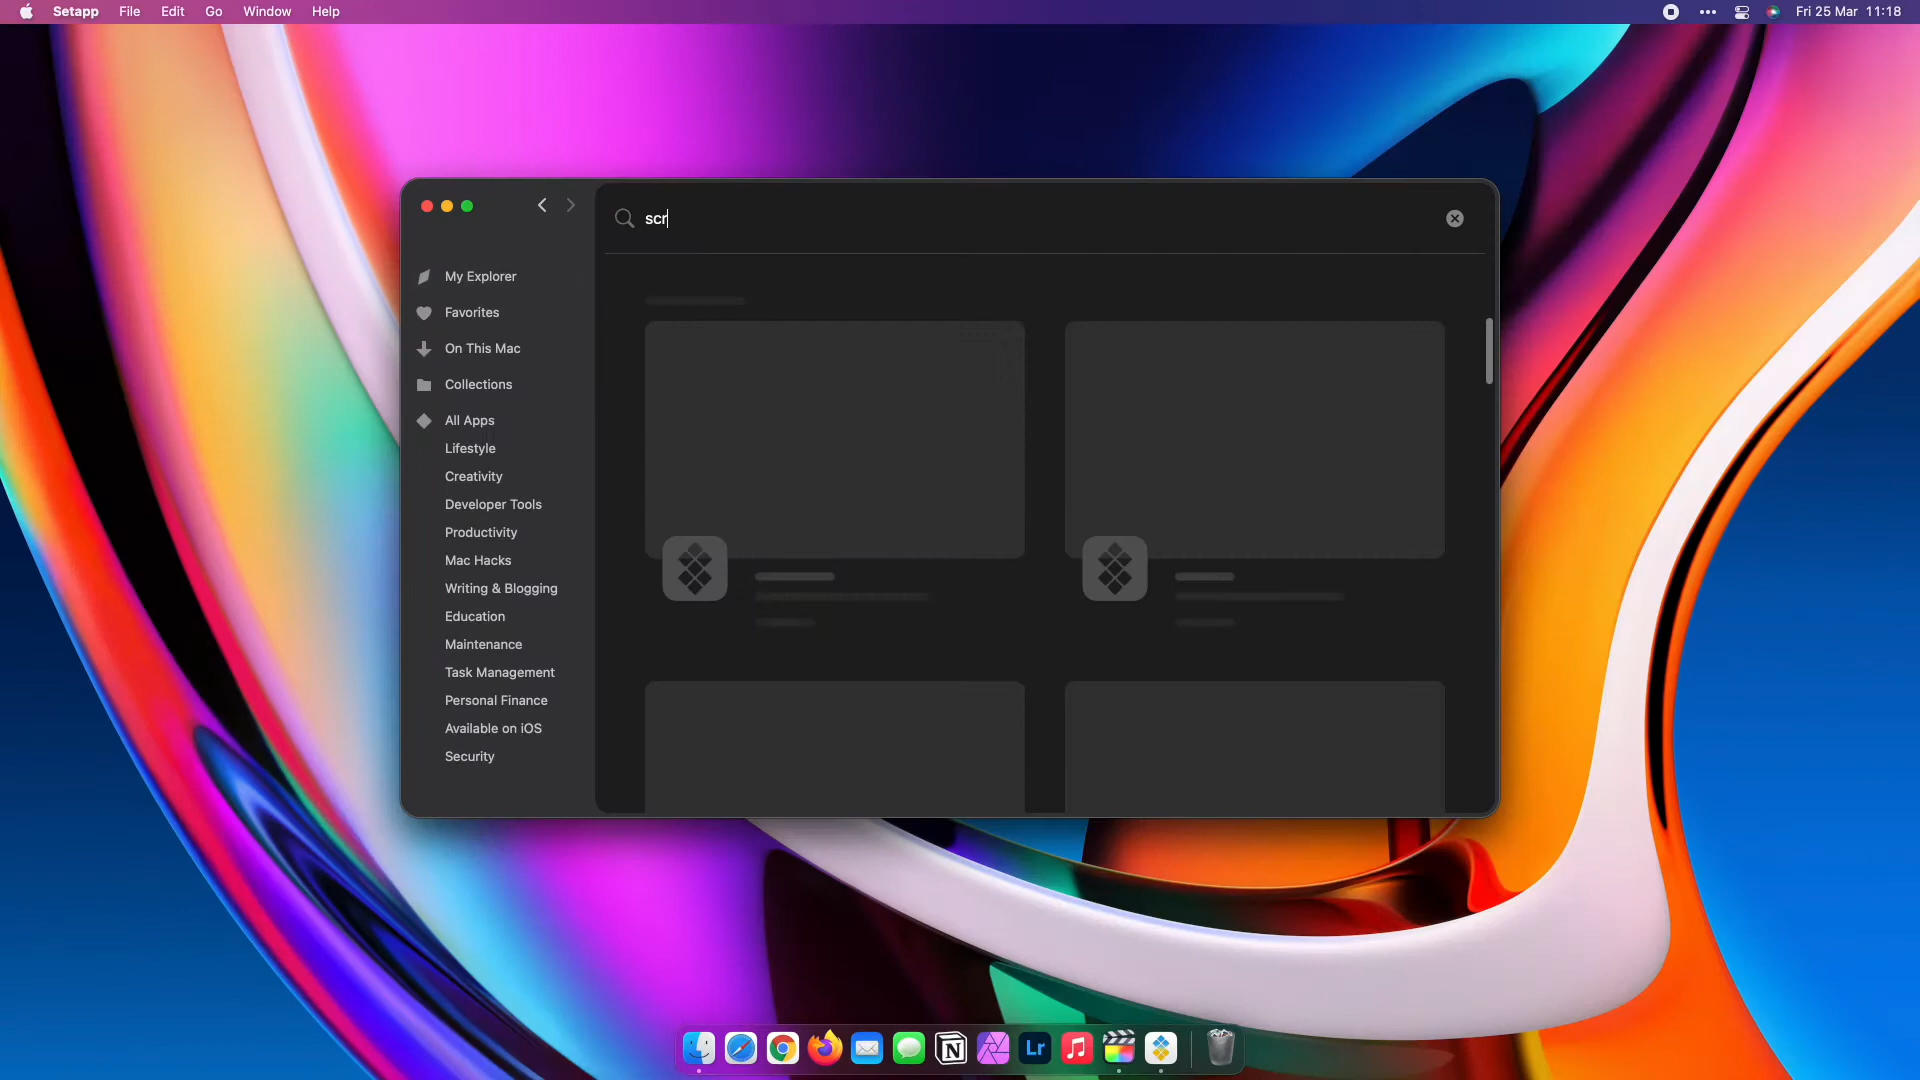 Setapp File Edit Go Window Help
Fri 25 Mar 11:18
scr
My Explorer
Favorites
On This Mac
Collections
All Apps
Lifestyle
Creativity
Developer Tools
Productivity
Mac Hacks
Writing & Blogging
Education
Maintenance
Task Management
Personal Finance
Available on iOS
Security
N
Lr